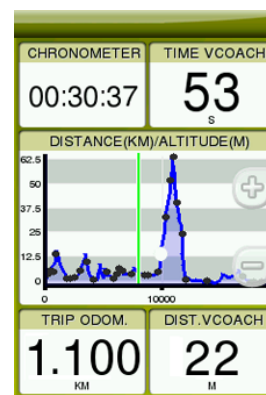 CHRONOMETER TIME VCOACH
00:30:37 53
S
DISTANCE(KM)/ALTITUDE(M)
62.5
50
37.5
25
12.5
0
0 10000
TRIP ODOM. DIST.VCOACH
1.100 22
KM M